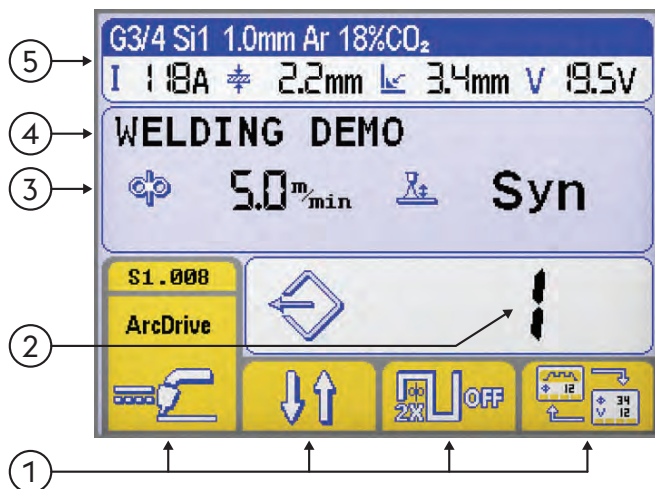 G3/4 Si1 1.0mm Ar 18%CO₂
I 118A 2.2mm 3.4mm V 19.5V
5
4
WELDING DEMO
3
5.0 m/min Syn
S1.008
ArcDrive
1
2
2X OFF
12 34
V 12
1